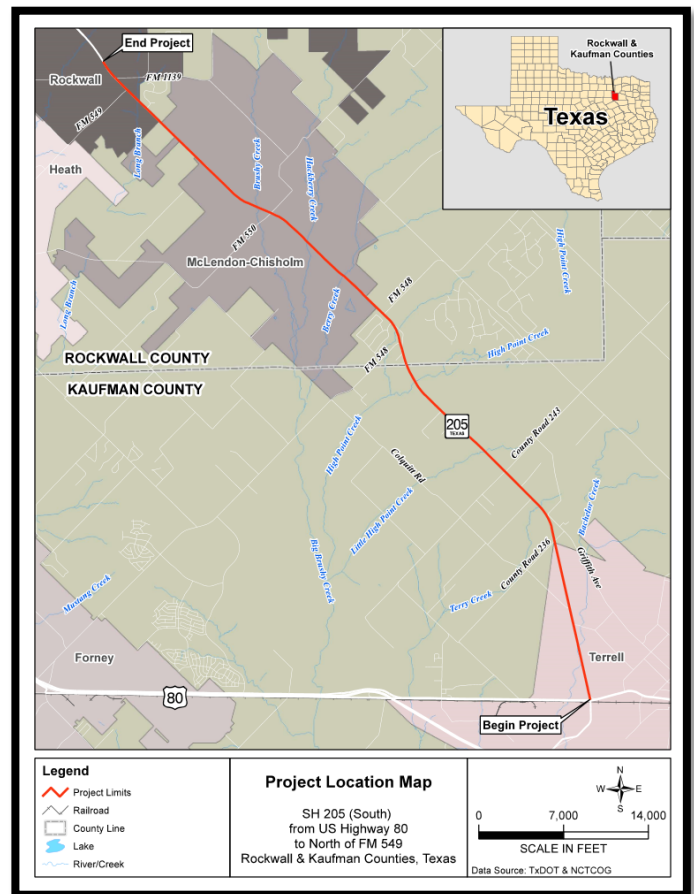 End Project
Rockwall
FM 1139
FM 549
Long Branch
Heath
Brushy Creek
Hackberry Creek
FM 550
McLendon-Chisholm
Long Branch
Berry Creek
FM 548
High Point Creek
High Point Creek
FM 548
ROCKWALL COUNTY
KAUFMAN COUNTY
205
TEXAS
County Road 243
Colquitt Rd
High Point Creek
Little High Point Creek
Bachelor Creek
Big Brushy Creek
County Road 236
Griffith Ave
Terry Creek
Mustang Creek
Forney
Terrell
80
Begin Project
Rockwall &
Kaufman Counties
Texas
Legend
Project Limits
Railroad
County Line
Lake
River/Creek
Project Location Map
SH 205 (South)
from US Highway 80
to North of FM 549
Rockwall & Kaufman Counties, Texas
N
W E
S
0 7,000 14,000
SCALE IN FEET
Data Source: TxDOT & NCTCOG